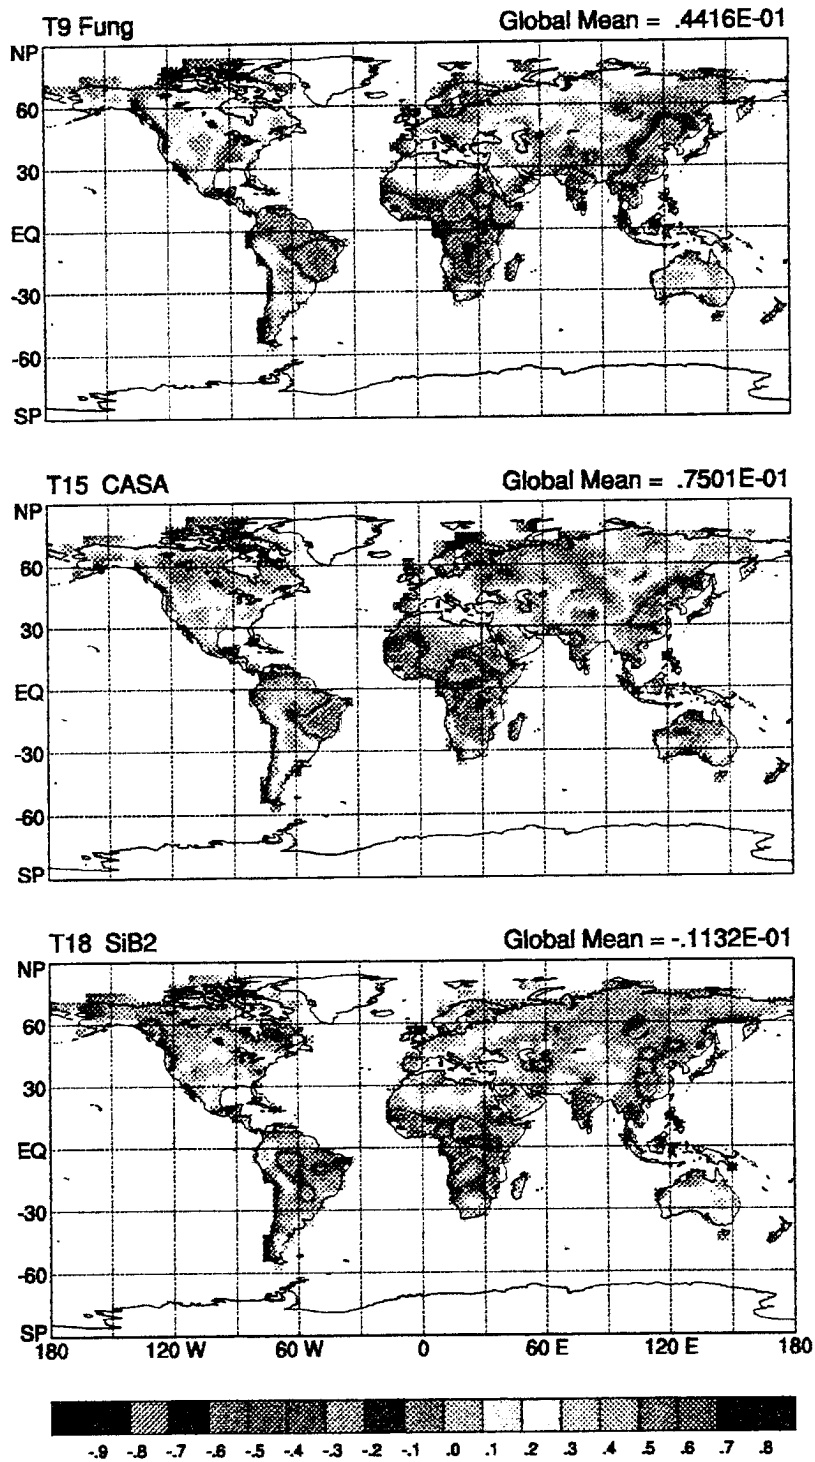 T9 Fung Global Mean = .4416E-01
NP
60
30
EQ
-30
-60
SP
T15 CASA Global Mean = .7501E-01
NP
60
30
EQ
-30
-60
SP
T18 SiB2 Global Mean = -.1132E-01
NP
60
30
EQ
-30
-60
SP
180 120 W 60 W 0 60 E 120 E 180
-.9 -.8 -.7 -.6 -.5 -.4 -.3 -.2 -.1 .0 .1 .2 .3 .4 .5 .6 .7 .8